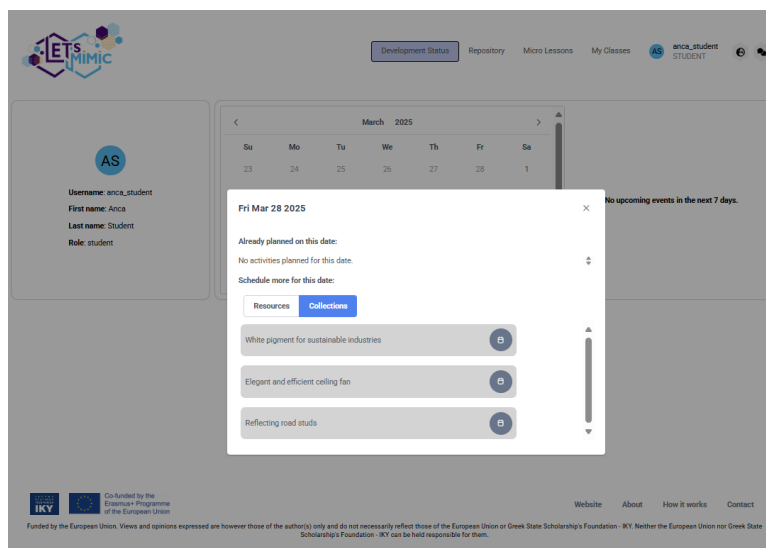 LET's
MIMIC
Development Status
Repository
Micro Lessons
My Classes
AS
anca_student
STUDENT
AS
Username: anca_student
First name: Anca
Last name: Student
Role: student
March 2025
Su Mo Tu We Th Fr Sa
23 24 25 26 27 28 1
No upcoming events in the next 7 days.
Fri Mar 28 2025
Already planned on this date:
No activities planned for this date.
Schedule more for this date:
Resources Collections
White pigment for sustainable industries
Elegant and efficient ceiling fan
Reflecting road studs
IKY
Co-funded by the
Erasmus+ Programme
of the European Union
Website About How it works Contact
Funded by the European Union. Views and opinions expressed are however those of the author(s) only and do not necessarily reflect those of the European Union or Greek State Scholarship's Foundation - IKY. Neither the European Union nor Greek State
Scholarship's Foundation - IKY can be held responsible for them.